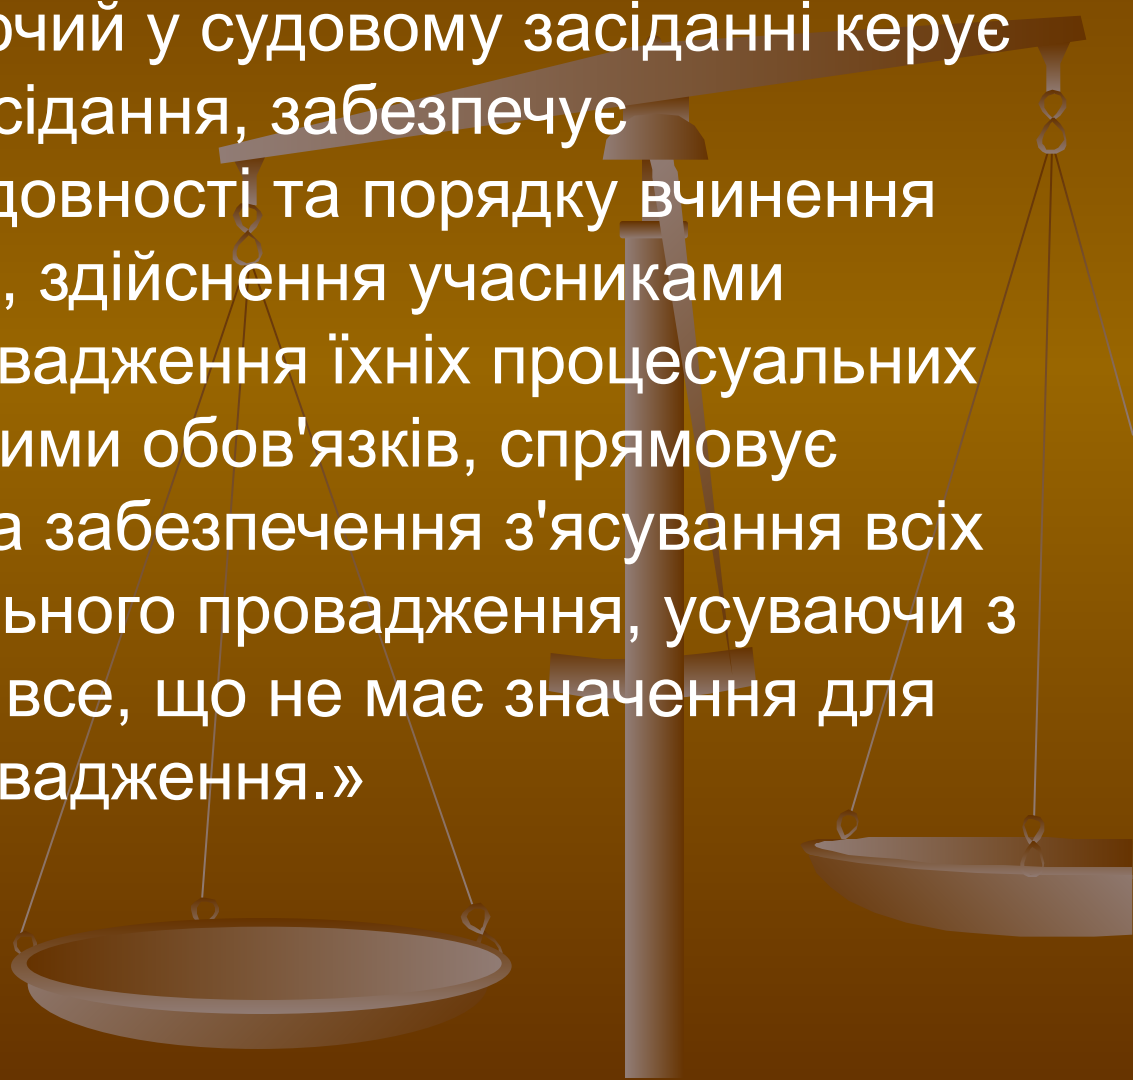 очий у судовому засіданні керує
сідання, забезпечує
довності та порядку вчинення
, здійснення учасниками
вадження їхніх процесуальних
ими обов'язків, спрямовує
а забезпечення з'ясування всіх
ьного провадження, усуваючи з
все, що не має значення для
вадження.»